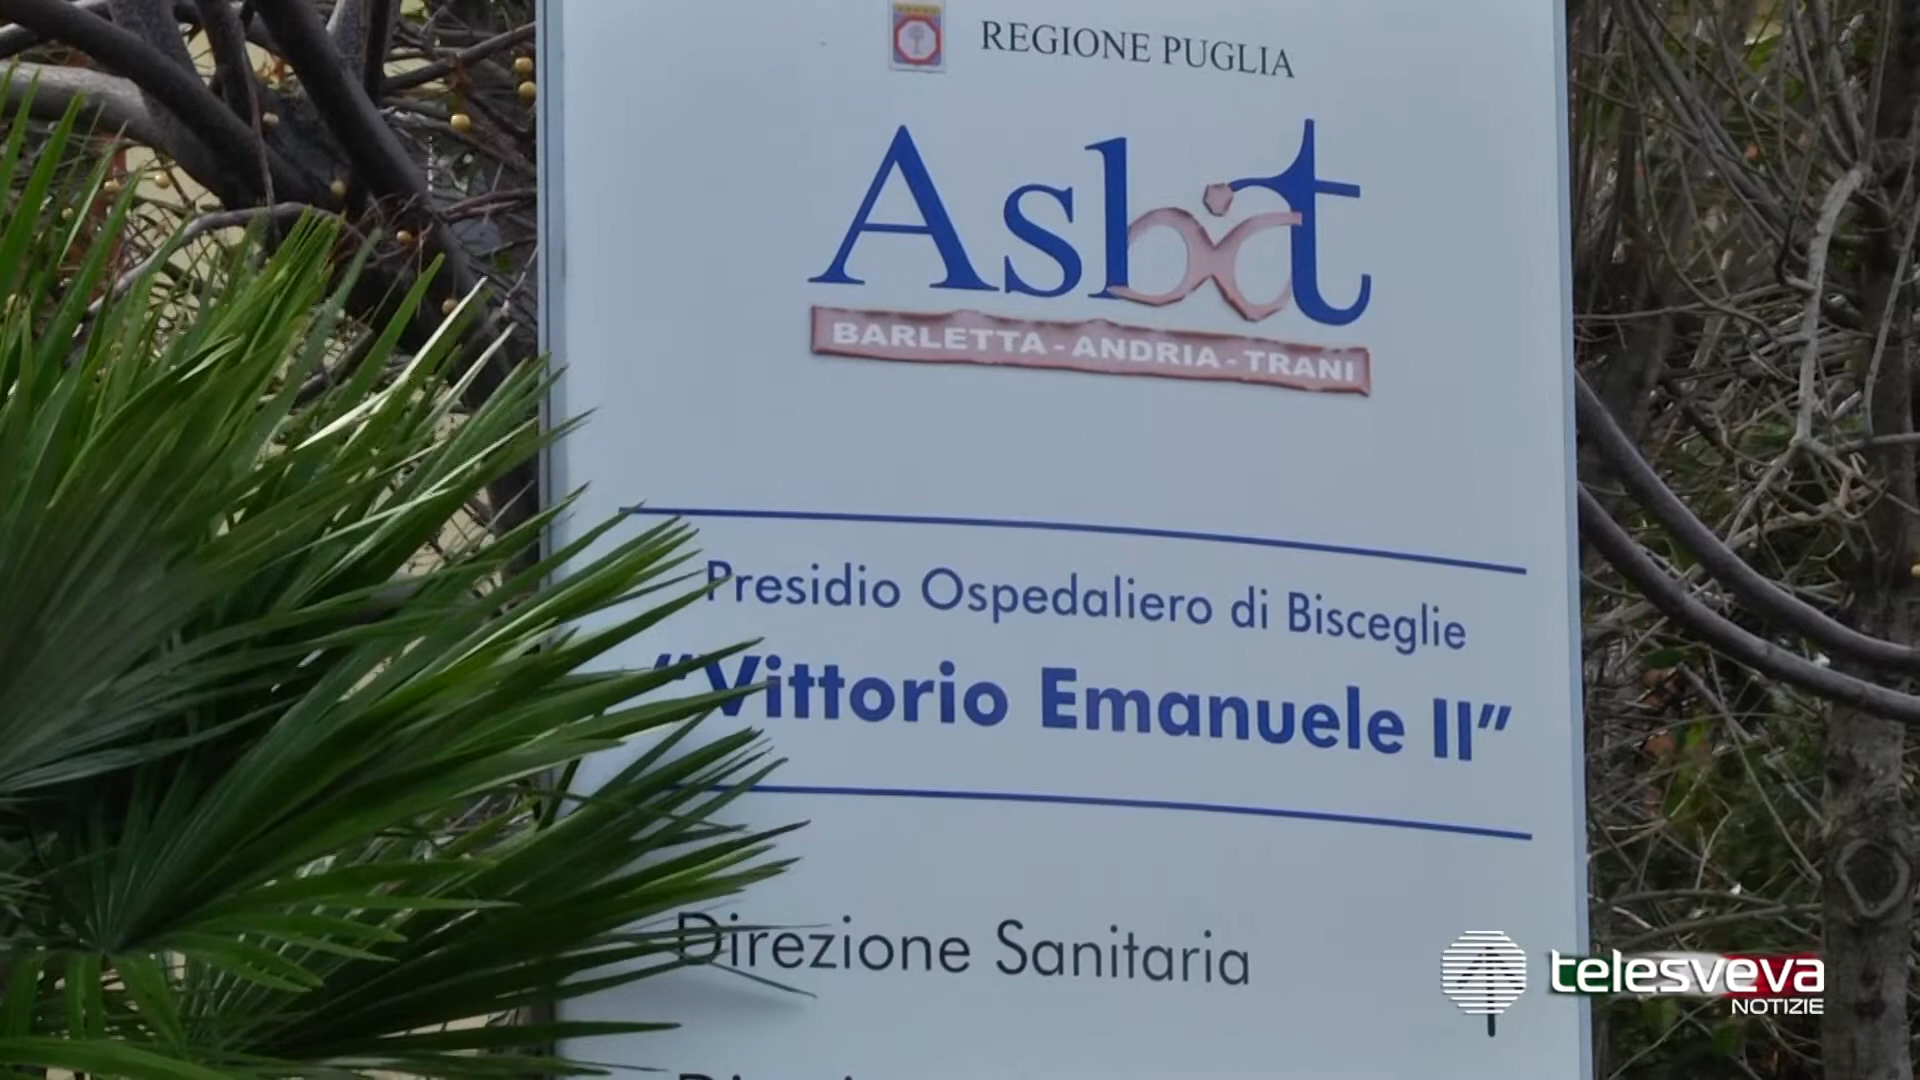 REGIONE PUGLIA
Asbat
BARLETTA - ANDRIA - TRANI
Presidio Ospedaliero di Bisceglie
“Vittorio Emanuele II”
Direzione Sanitaria
telesveva
NOTIZIE